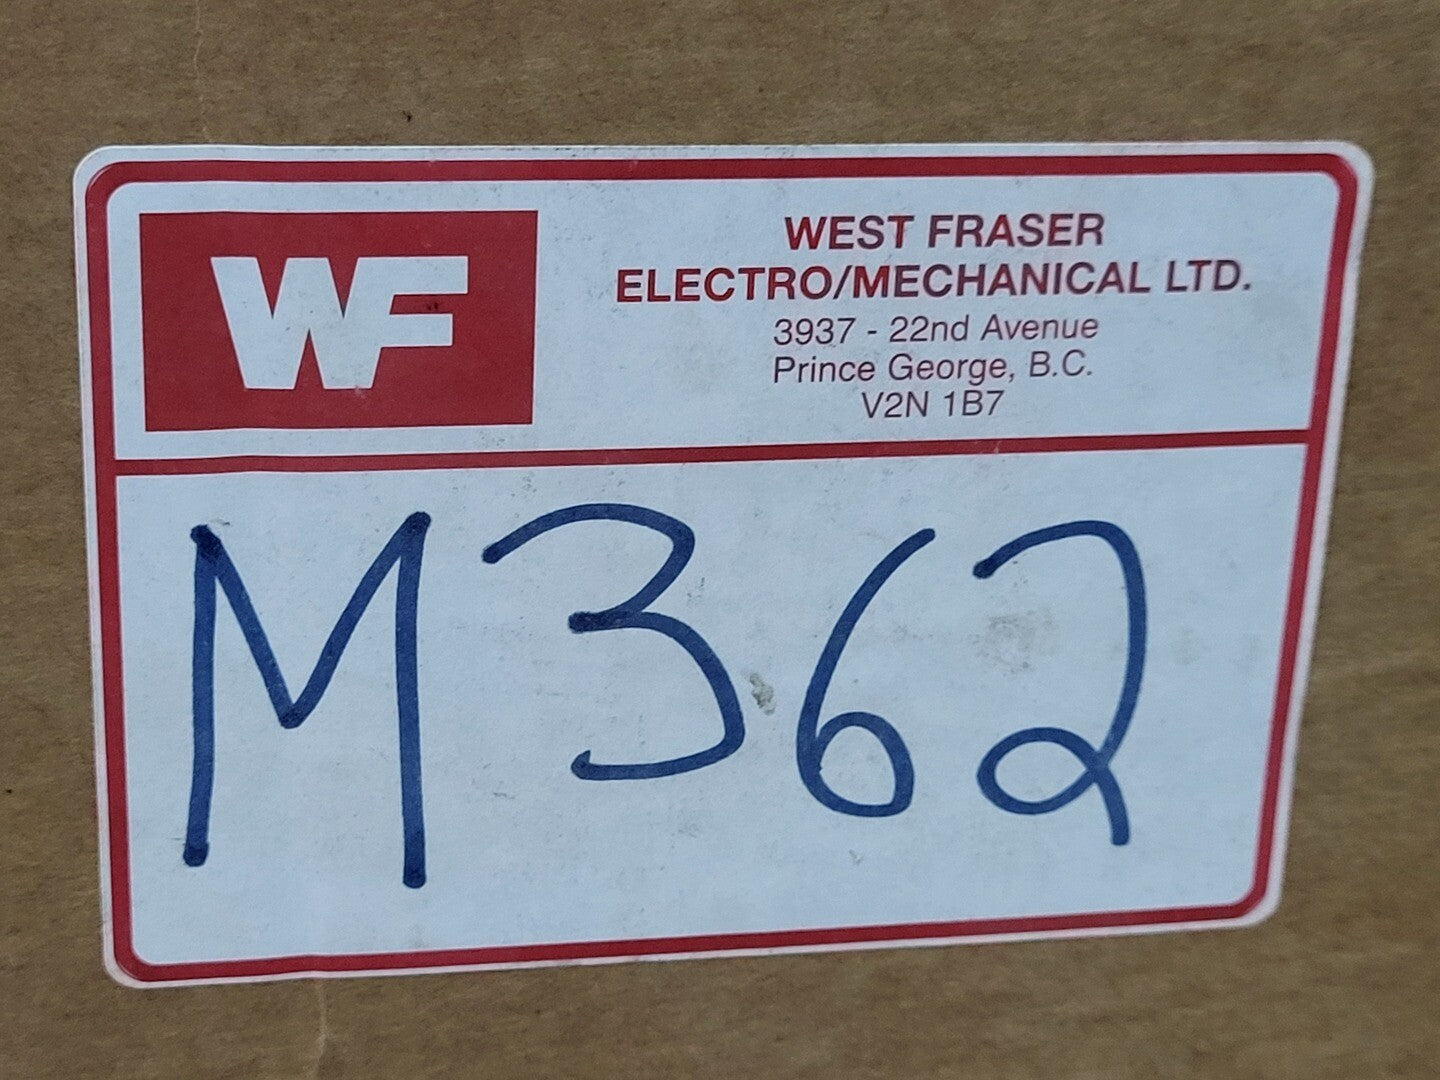 WF
WEST FRASER
ELECTRO/MECHANICAL LTD.
3937 - 22nd Avenue
Prince George, B.C.
V2N 1B7
M362